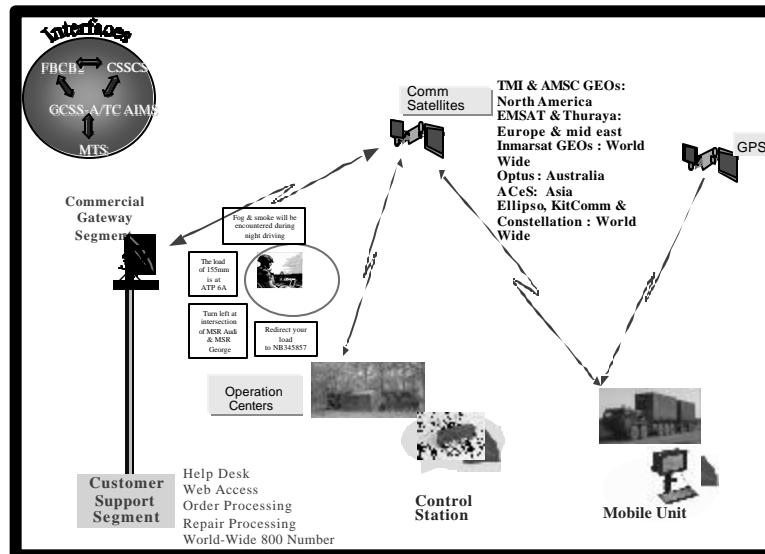 Interfaces
FBCB2
CSSCS
GCSS-A/TC AIMS
MTS
Comm
Satellites
TMI & AMSC GEOs:
North America
EMSAT & Thuraya:
Europe & mid east
Inmarsat GEOs : World
Wide
Optus : Australia
ACeS: Asia
Ellipso, KitComm &
Constellation : World
Wide
GPS
Commercial
Gateway
Segment
Fog & smoke will be
encountered during
night driving
The load
of 155mm
is at
ATP 6A
Turn left at
intersection
of MSR Audi
& MSR
George
Redirect your
load
to NB345857
Operation
Centers
Customer
Support
Segment
Help Desk
Web Access
Order Processing
Repair Processing
World-Wide 800 Number
Control
Station
Mobile Unit